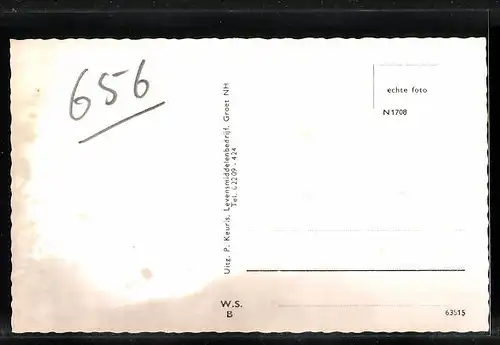 656
Uitg. P. Keuris, Levensmiddelenbedrijf, Groet NH
Tel. 02209 - 424
echte foto
N1708
W.S.
B
63515